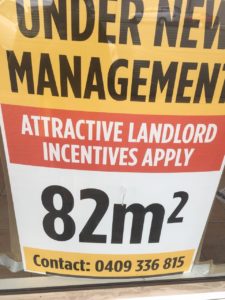 UNDER NEW
MANAGEMENT
ATTRACTIVE LANDLORD
INCENTIVES APPLY
82m²
Contact: 0409 336 815